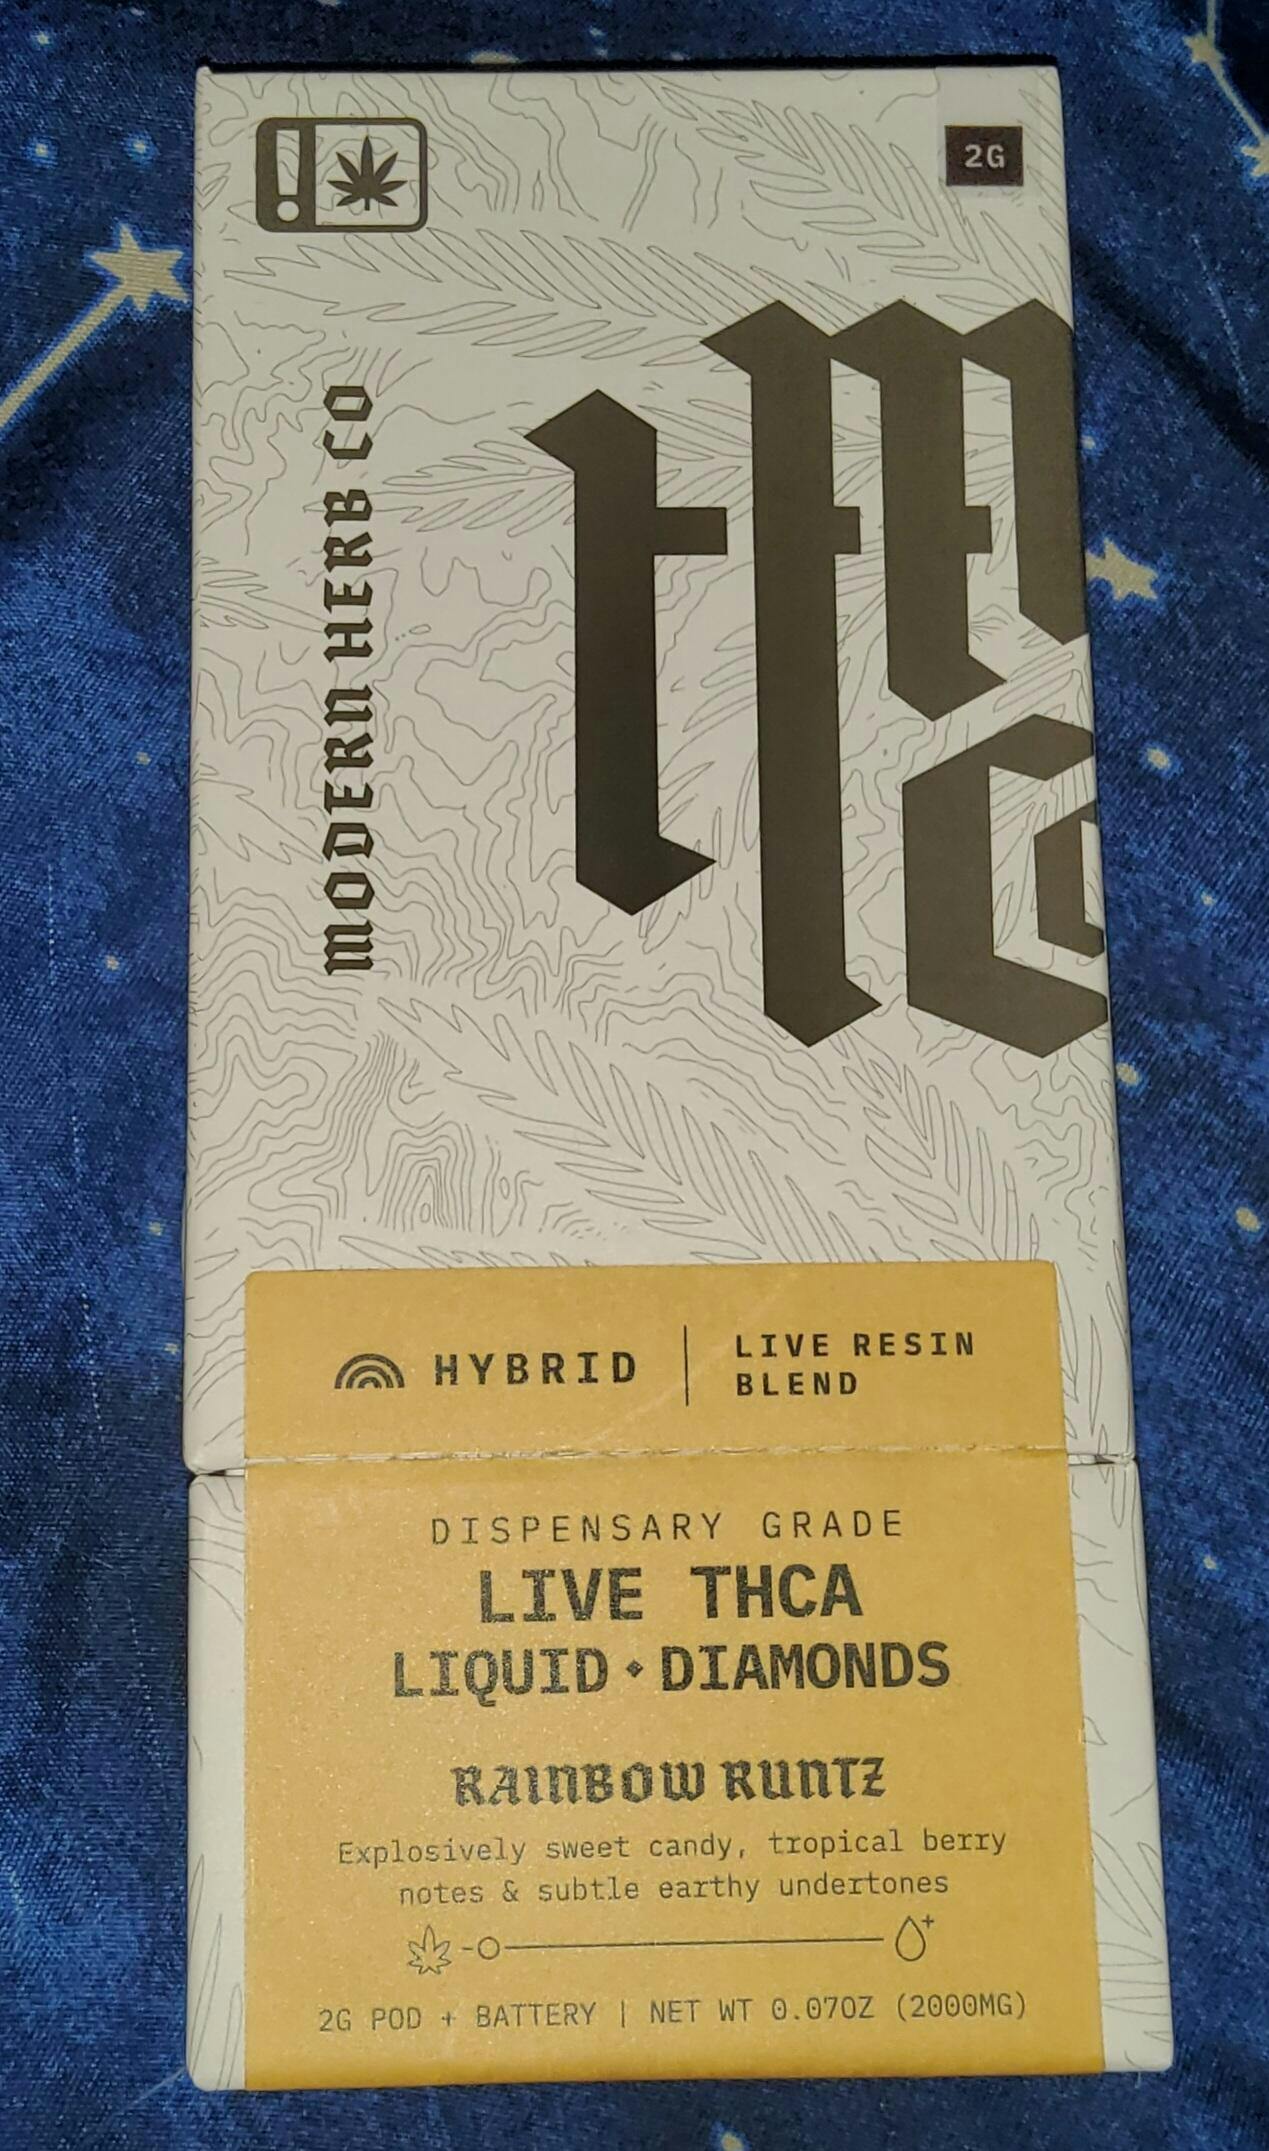 2G
MODERN HERB CO
HYBRID
LIVE RESIN
BLEND
DISPENSARY GRADE
LIVE THCA
LIQUID◆DIAMONDS
RAINBOW RUNTZ
Explosively sweet candy, tropical berry
notes & subtle earthy undertones
2G POD + BATTERY | NET WT 0.07OZ (2000MG)